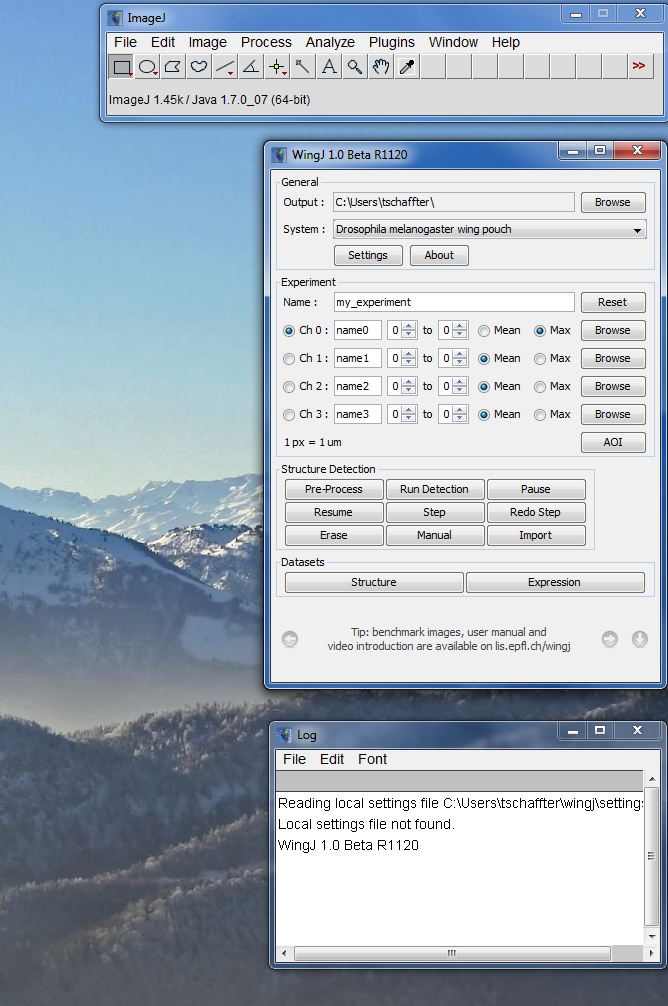 ImageJ
File Edit Image Process Analyze Plugins Window Help
A >>
ImageJ 1.45k / Java 1.7.0_07 (64-bit)
WingJ 1.0 Beta R1120
General
Output : C:\Users\tschaffter\ Browse
System : Drosophila melanogaster wing pouch
Settings About
Experiment
Name : my_experiment Reset
Ch 0 : name0 0 to 0 Mean Max Browse
Ch 1 : name1 0 to 0 Mean Max Browse
Ch 2 : name2 0 to 0 Mean Max Browse
Ch 3 : name3 0 to 0 Mean Max Browse
1 px = 1 um AOI
Structure Detection
Pre-Process Run Detection Pause
Resume Step Redo Step
Erase Manual Import
Datasets
Structure Expression
Tip: benchmark images, user manual and
video introduction are available on lis.epfl.ch/wingj
Log
File Edit Font
Reading local settings file C:\Users\tschaffter\wingj\setting
Local settings file not found.
WingJ 1.0 Beta R1120